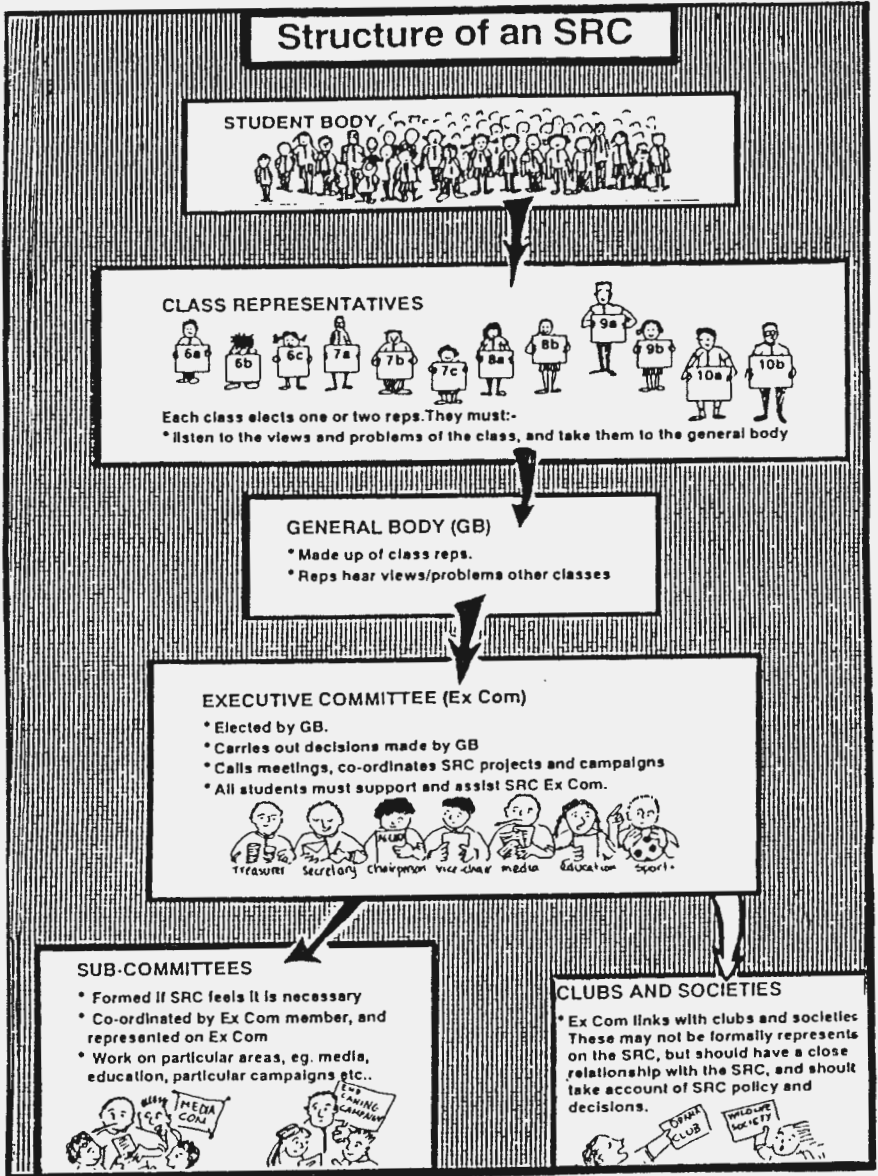 Structure of an SRC
STUDENT BODY
CLASS REPRESENTATIVES
6a
6b
6c
7a
7b
7c
8a
8b
9a
9b
10a
10b
Each class elects one or two reps.They must:-
* listen to the views and problems of the class, and take them to the general body
GENERAL BODY (GB)
* Made up of class reps.
* Reps hear views/problems other classes
EXECUTIVE COMMITTEE (Ex Com)
* Elected by GB.
* Carries out decisions made by GB
* Calls meetings, co-ordinates SRC projects and campaigns
* All students must support and assist SRC Ex Com.
Treasurer Secretary Chairperson Vice-chair media Education Sport
SUB-COMMITTEES
* Formed if SRC feels it is necessary
* Co-ordinated by Ex Com member, and
represented on Ex Com
* Work on particular areas, eg. media,
education, particular campaigns etc..
MEDIA
COM
END
CANING
CAMPAIGN
CLUBS AND SOCIETIES
* Ex Com links with clubs and societies
These may not be formally represents
on the SRC, but should have a close
relationship with the SRC, and should
take account of SRC policy and
decisions.
DRAMA
CLUB
WILDLIFE
SOCIETY